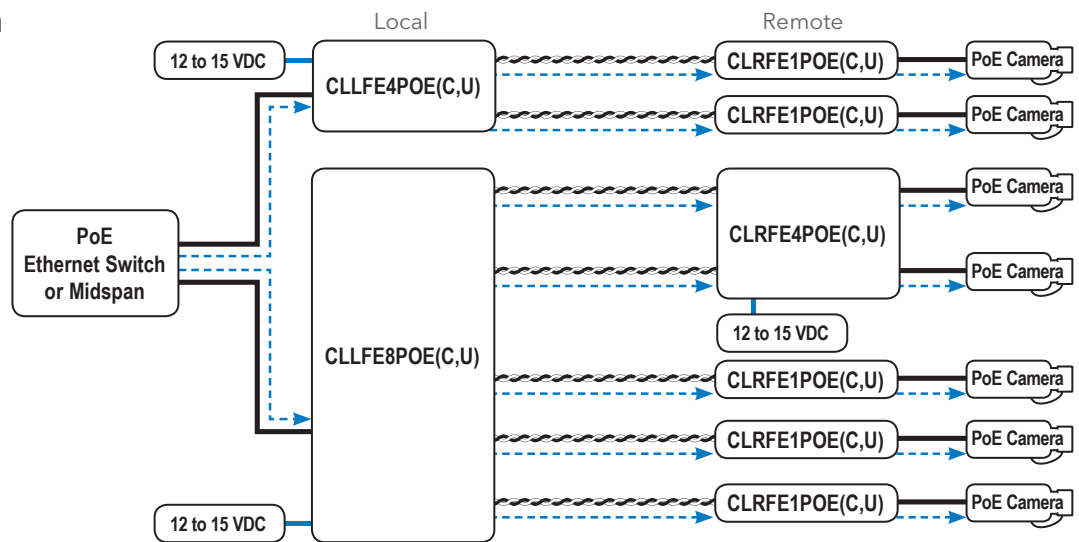 Local
Remote
12 to 15 VDC
CLLFE4POE(C,U)
CLRFE1POE(C,U)
PoE Camera
CLRFE1POE(C,U)
PoE Camera
PoE
Ethernet Switch
or Midspan
CLLFE8POE(C,U)
12 to 15 VDC
CLRFE4POE(C,U)
PoE Camera
PoE Camera
12 to 15 VDC
CLRFE1POE(C,U)
PoE Camera
CLRFE1POE(C,U)
PoE Camera
CLRFE1POE(C,U)
PoE Camera